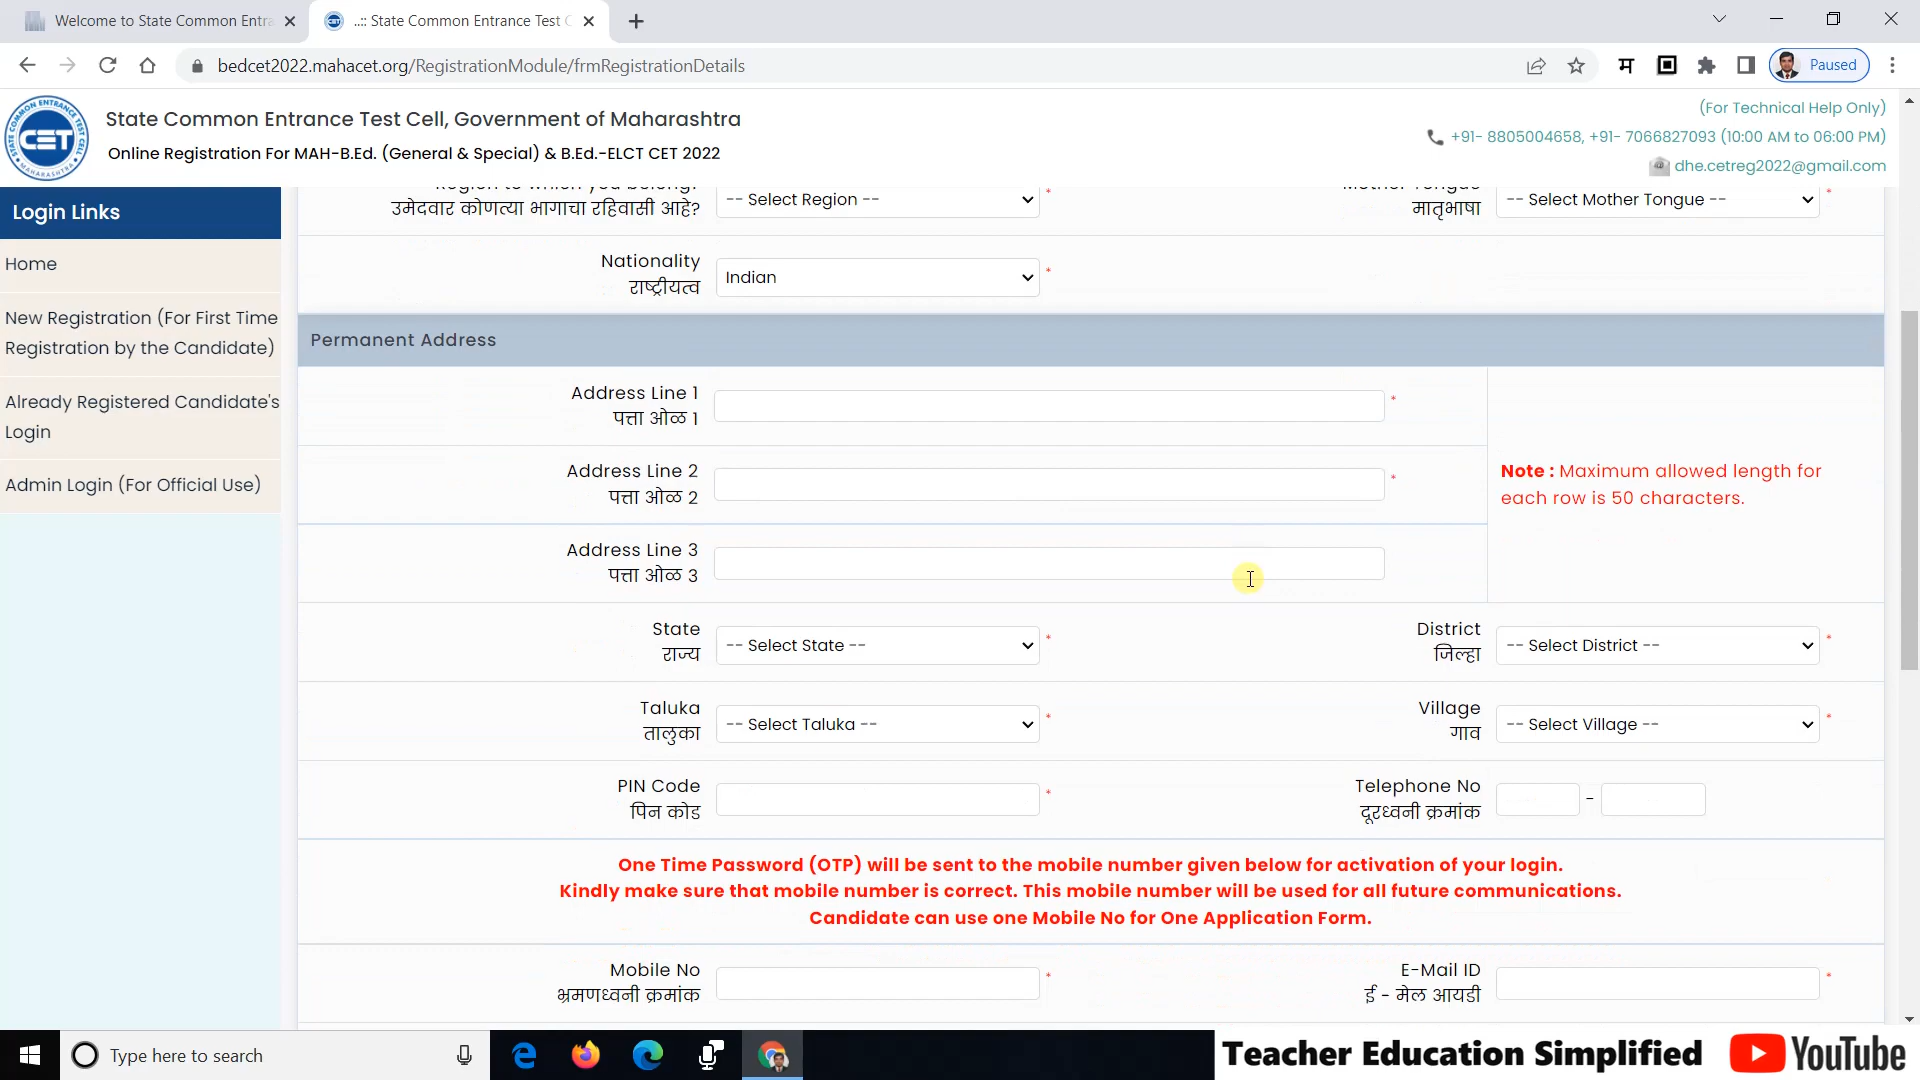 Welcome to State Common Entra
..:: State Common Entrance Test C
bedcet2022.mahacet.org/RegistrationModule/frmRegistrationDetails
म
Paused
CET
State Common Entrance Test Cell, Government of Maharashtra
Online Registration For MAH-B.Ed. (General & Special) & B.Ed.-ELCT CET 2022
(For Technical Help Only)
+91- 8805004658, +91- 7066827093 (10:00 AM to 06:00 PM)
dhe.cetreg2022@gmail.com
Login Links
Home
New Registration (For First Time
Registration by the Candidate)
Already Registered Candidate's
Login
Admin Login (For Official Use)
Region to which you belong?
उमेदवार कोणत्या भागाचा रहिवासी आहे?
-- Select Region --
*
Mother Tongue
मातृभाषा
-- Select Mother Tongue --
*
Nationality
राष्ट्रीयत्व
Indian
*
Permanent Address
Address Line 1
पत्ता ओळ 1
*
Address Line 2
पत्ता ओळ 2
*
Address Line 3
पत्ता ओळ 3
Note : Maximum allowed length for
each row is 50 characters.
State
राज्य
-- Select State --
*
District
जिल्हा
-- Select District --
*
Taluka
तालुका
-- Select Taluka --
*
Village
गाव
-- Select Village --
*
PIN Code
पिन कोड
*
Telephone No
दूरध्वनी क्रमांक
-
One Time Password (OTP) will be sent to the mobile number given below for activation of your login.
Kindly make sure that mobile number is correct. This mobile number will be used for all future communications.
Candidate can use one Mobile No for One Application Form.
Mobile No
भ्रमणध्वनी क्रमांक
*
E-Mail ID
ई - मेल आयडी
*
Type here to search
Teacher Education Simplified
YouTube